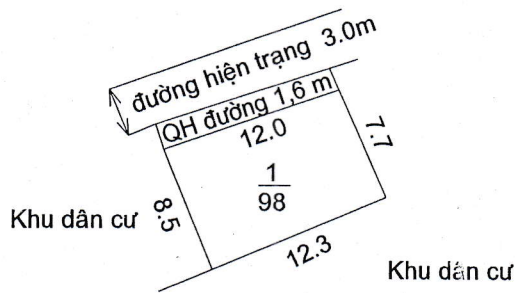 đường hiện trạng 3.0m
QH đường 1,6 m
12.0
7.7
1
98
8.5
Khu dân cư
12.3
Khu dân cư